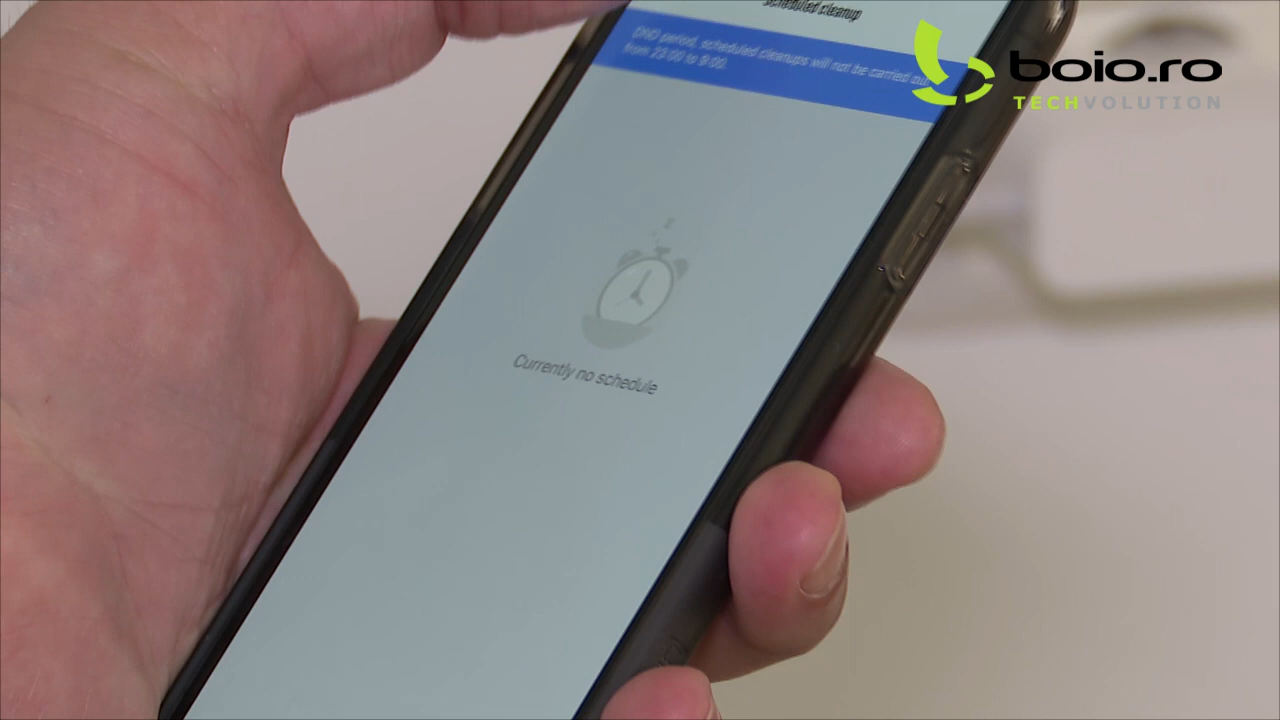 Scheduled cleanup
DND period, scheduled cleanups will not be carried out
from 23:00 to 9:00.
Currently no schedule
boio.ro
TECHVOLUTION